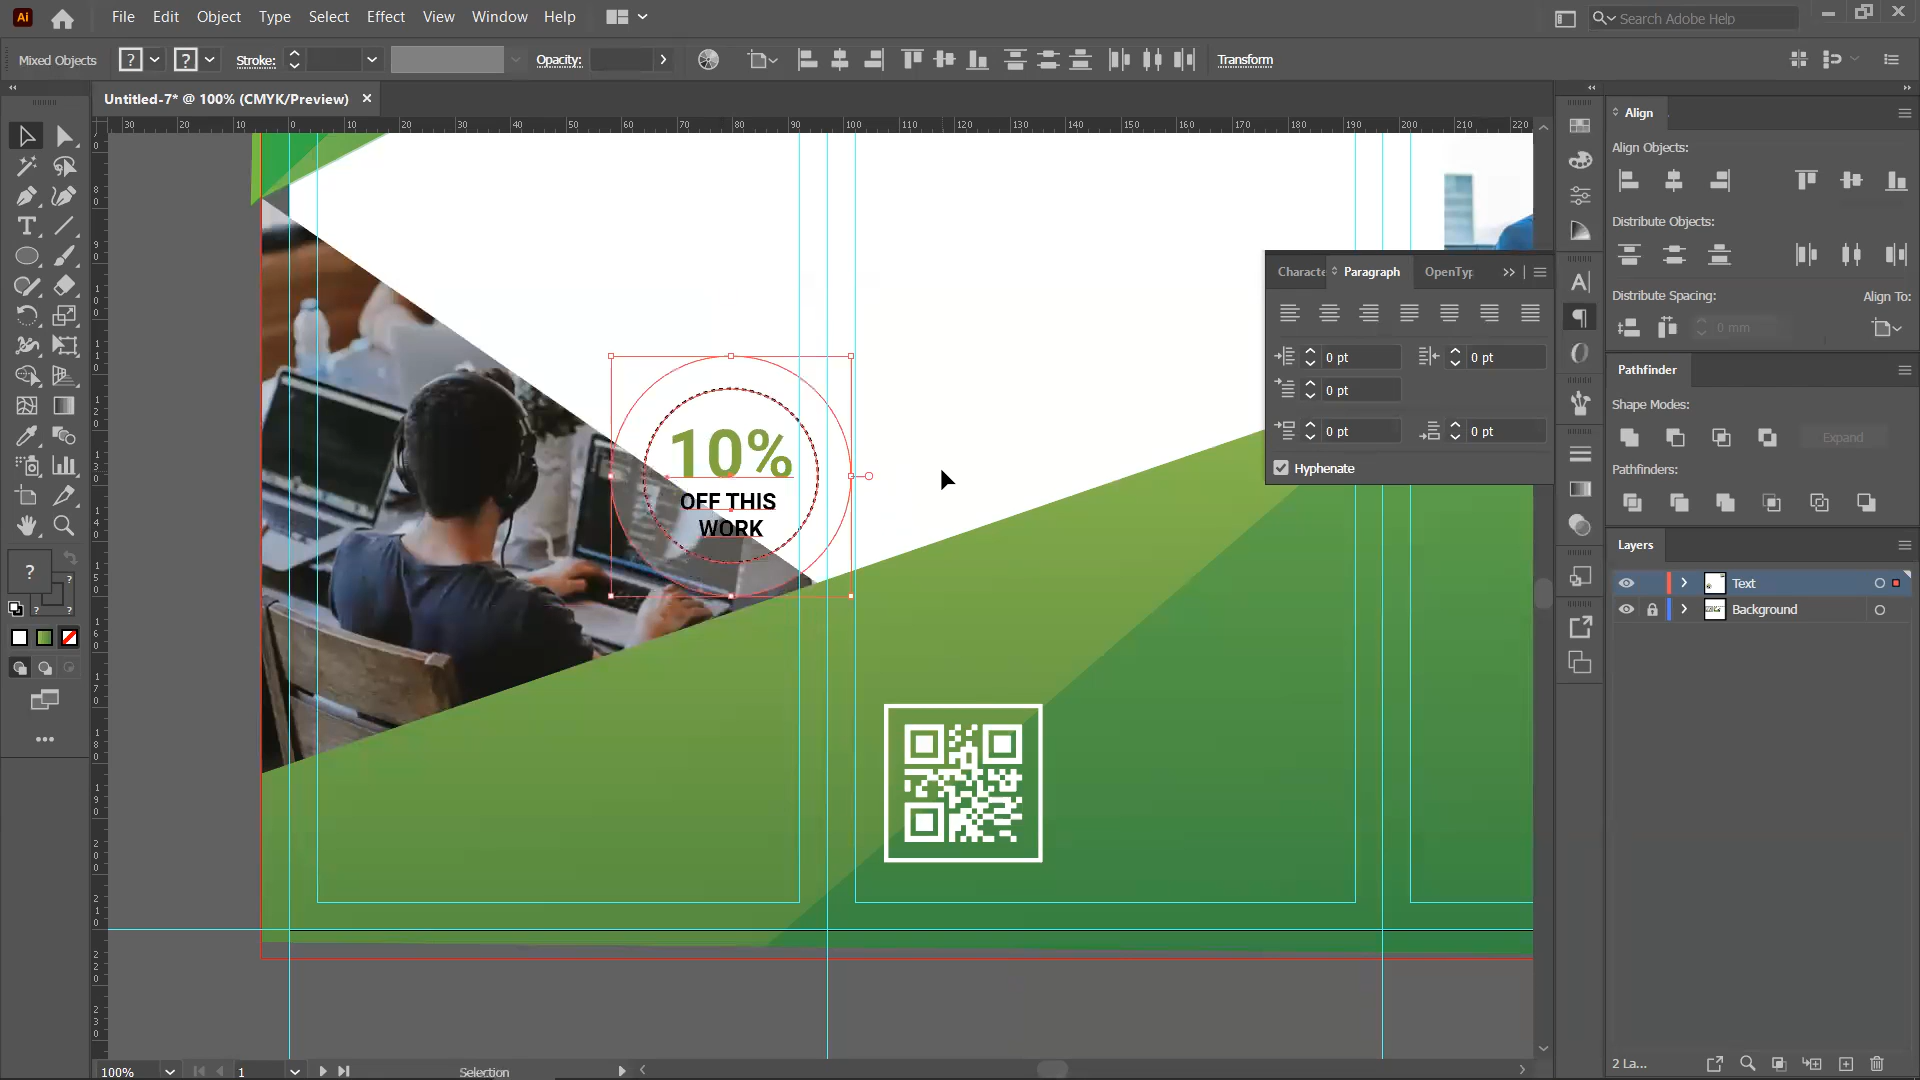 Ai File Edit Object Type Select Effect View Window Help Search Adobe Help
Mixed Objects ? ? Stroke: Opacity: Transform
Untitled-7* @ 100% (CMYK/Preview) ×
30 20 10 0 10 20 30 40 50 60 70 80 90 100 110 120 130 140 150 160 170 180 190 200 210 220
10%
OFF THIS
WORK
Characte Paragraph OpenTyp
0 pt 0 pt
0 pt
0 pt 0 pt
Hyphenate
Align
Align Objects:
Distribute Objects:
Distribute Spacing: Align To:
0 mm
Pathfinder
Shape Modes:
Expand
Pathfinders:
Layers
Text
Background
2 La...
100% 1 Selection